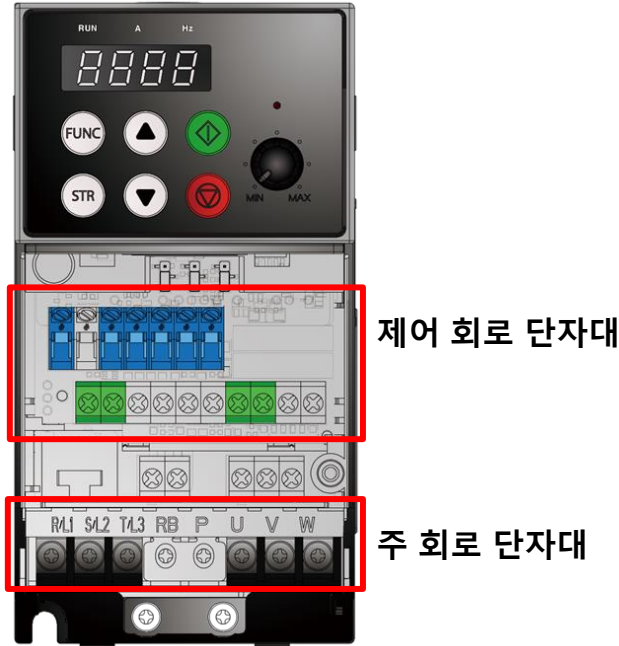 RUN A Hz
8888
FUNC
STR
MIN MAX
제어 회로 단자대
R/L1 S/L2 T/L3 RB P U V W
주 회로 단자대